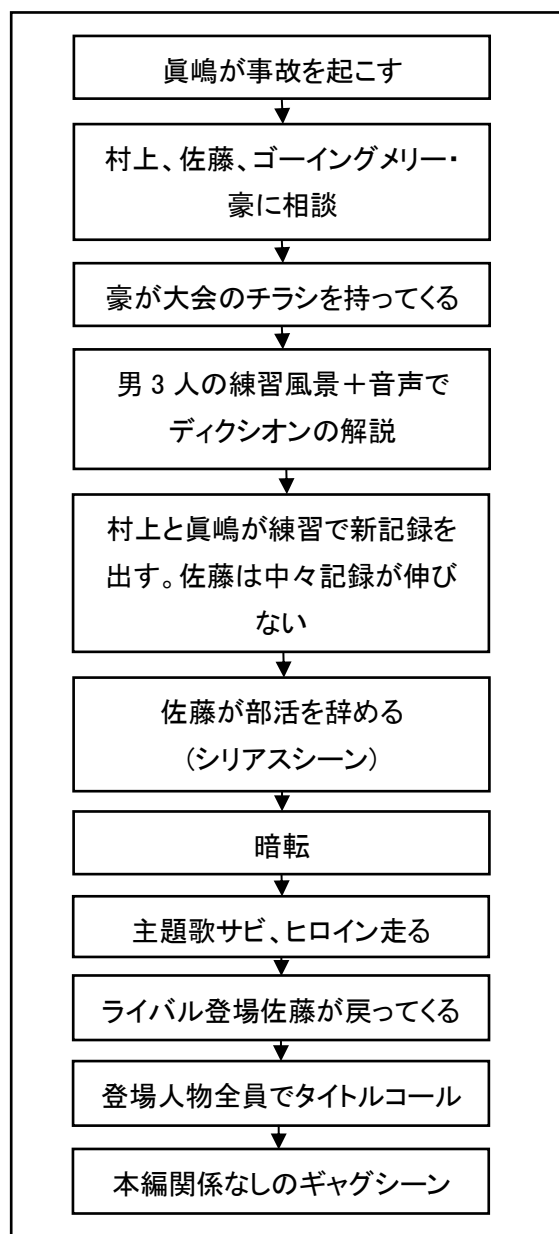 眞嶋が事故を起こす
村上、佐藤、ゴーイングメリー・
豪に相談
豪が大会のチラシを持ってくる
男3人の練習風景＋音声で
ディクシオンの解説
村上と眞嶋が練習で新記録を
出す。佐藤は中々記録が伸び
ない
佐藤が部活を辞める
（シリアスシーン）
暗転
主題歌サビ、ヒロイン走る
ライバル登場佐藤が戻ってくる
登場人物全員でタイトルコール
本編関係なしのギャグシーン